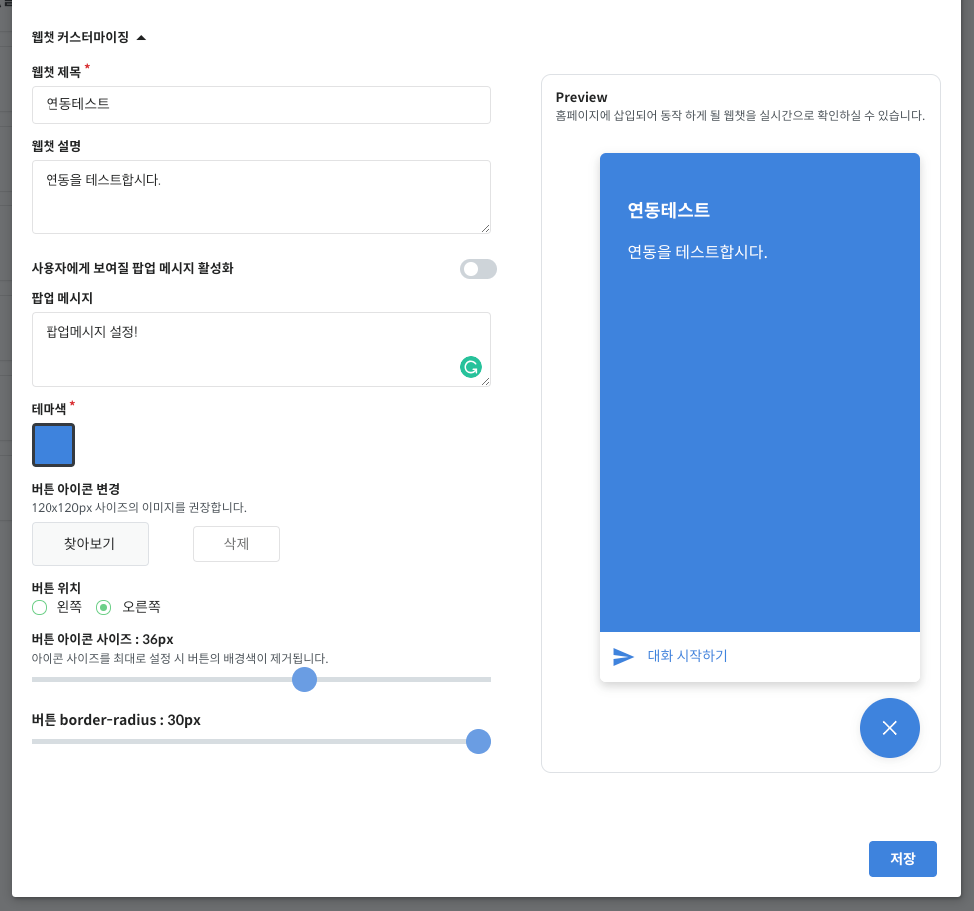 웹챗 커스터마이징
웹챗 제목 *
연동테스트
웹챗 설명
연동을 테스트합시다.
사용자에게 보여질 팝업 메시지 활성화
팝업 메시지
팝업메시지 설정!
테마색 *
버튼 아이콘 변경
120x120px 사이즈의 이미지를 권장합니다.
찾아보기
삭제
버튼 위치
왼쪽 오른쪽
버튼 아이콘 사이즈 : 36px
아이콘 사이즈를 최대로 설정 시 버튼의 배경색이 제거됩니다.
버튼 border-radius : 30px
Preview
홈페이지에 삽입되어 동작 하게 될 웹챗을 실시간으로 확인하실 수 있습니다.
연동테스트
연동을 테스트합시다.
대화 시작하기
저장